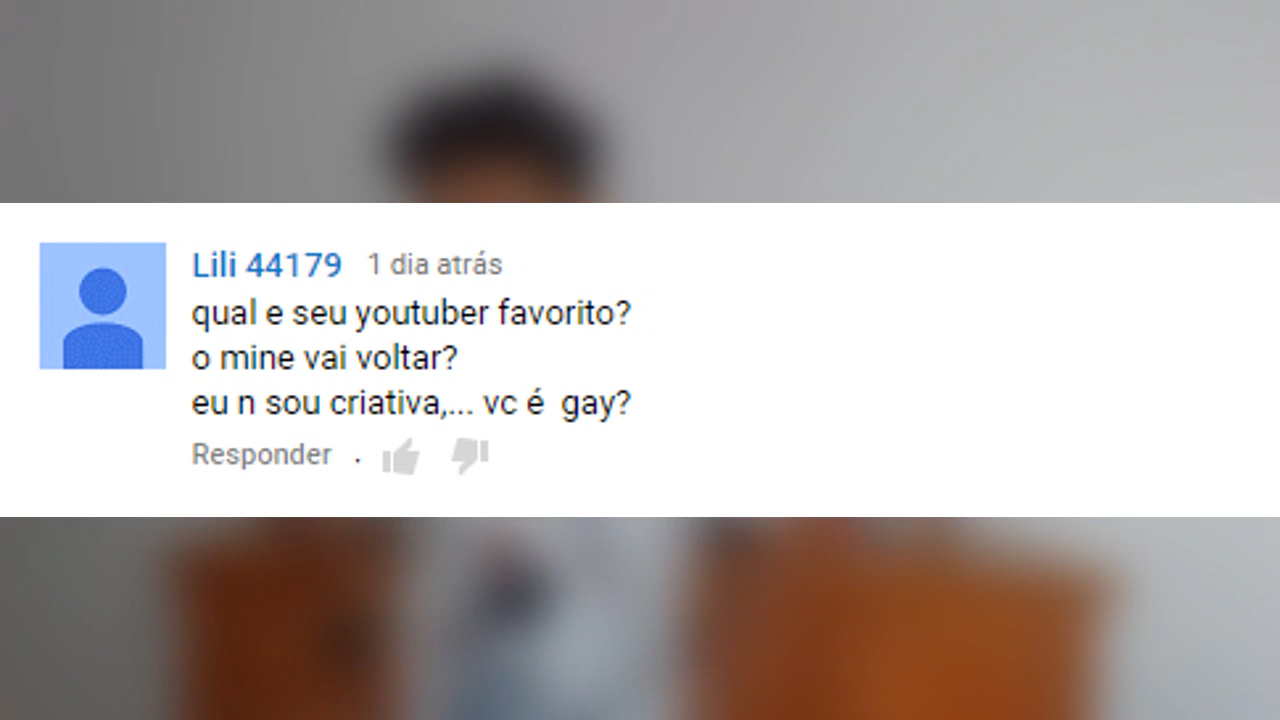 Lili 44179 1 dia atrás
qual e seu youtuber favorito?
o mine vai voltar?
eu n sou criativa,... vc é  gay?
Responder .